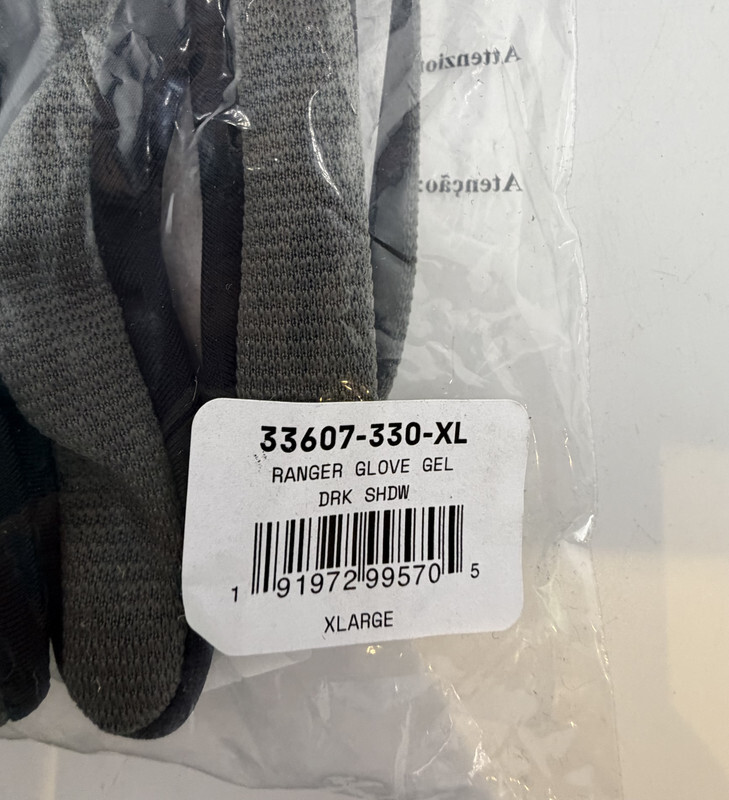 Attenzion
Atenção:
33607-330-XL
RANGER GLOVE GEL
DRK SHDW
1 91972 99570 5
XLARGE